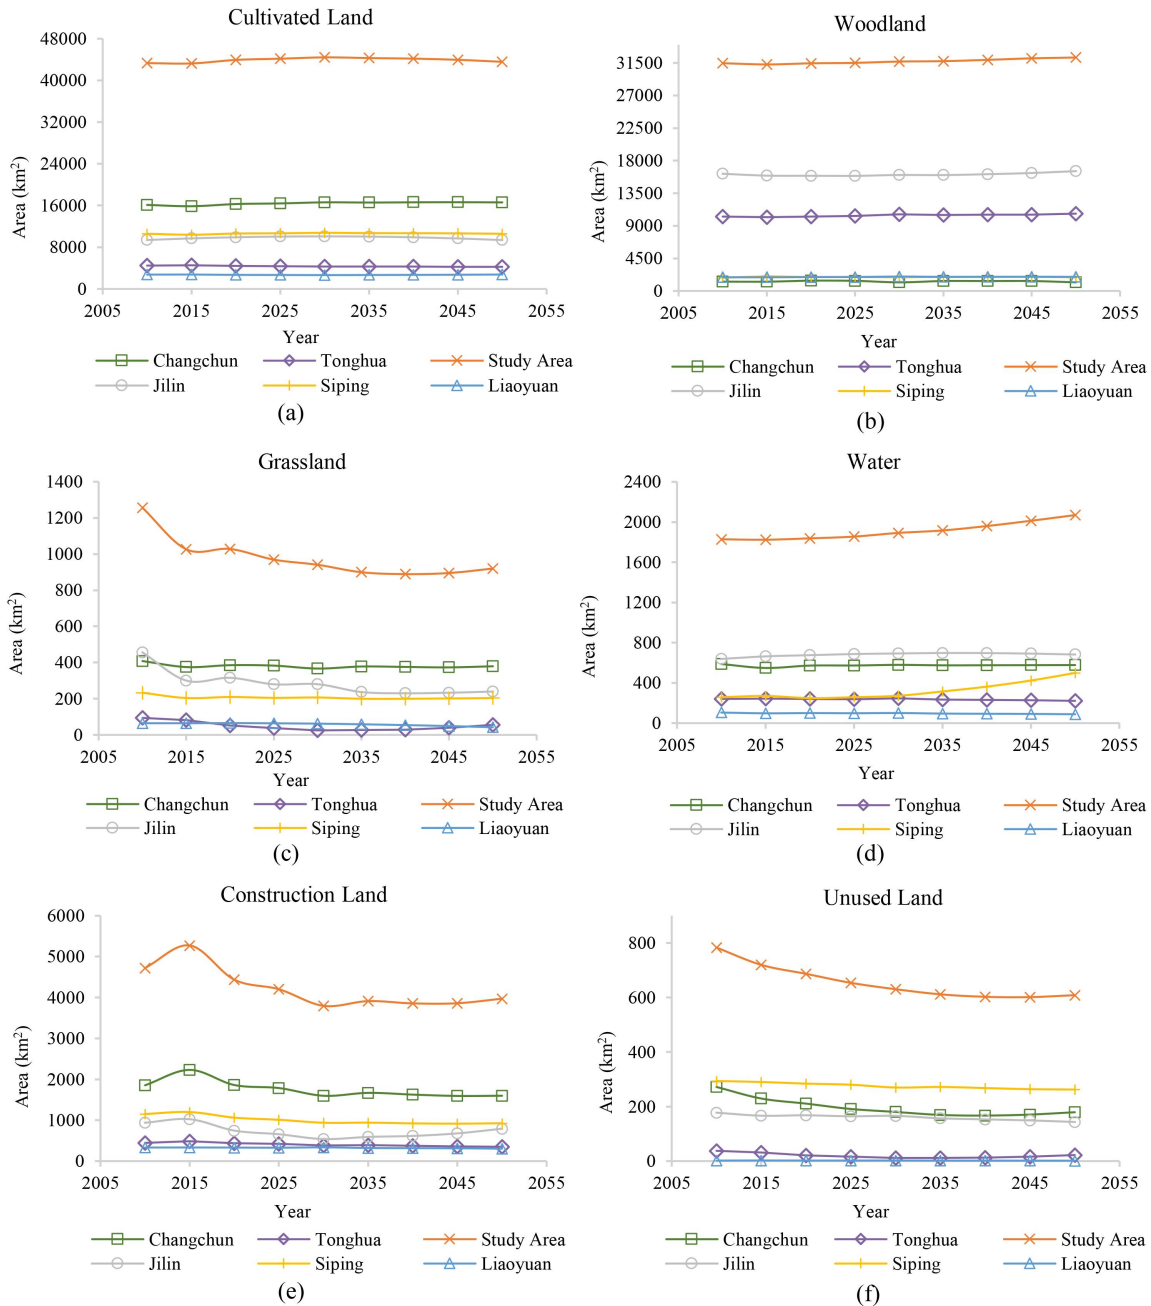 Cultivated Land
48000
40000
32000
24000
16000
8000
0
Area (km²)
2005 2015 2025 2035 2045 2055
Year
Changchun Tonghua Study Area
Jilin Siping Liaoyuan
(a)
Woodland
31500
27000
22500
18000
13500
9000
4500
0
Area (km²)
2005 2015 2025 2035 2045 2055
Year
Changchun Tonghua Study Area
Jilin Siping Liaoyuan
(b)
Grassland
1400
1200
1000
800
600
400
200
0
Area (km²)
2005 2015 2025 2035 2045 2055
Year
Changchun Tonghua Study Area
Jilin Siping Liaoyuan
(c)
Water
2400
2000
1600
1200
800
400
0
Area (km²)
2005 2015 2025 2035 2045 2055
Year
Changchun Tonghua Study Area
Jilin Siping Liaoyuan
(d)
Construction Land
6000
5000
4000
3000
2000
1000
0
Area (km²)
2005 2015 2025 2035 2045 2055
Year
Changchun Tonghua Study Area
Jilin Siping Liaoyuan
(e)
Unused Land
800
600
400
200
0
Area (km²)
2005 2015 2025 2035 2045 2055
Year
Changchun Tonghua Study Area
Jilin Siping Liaoyuan
(f)